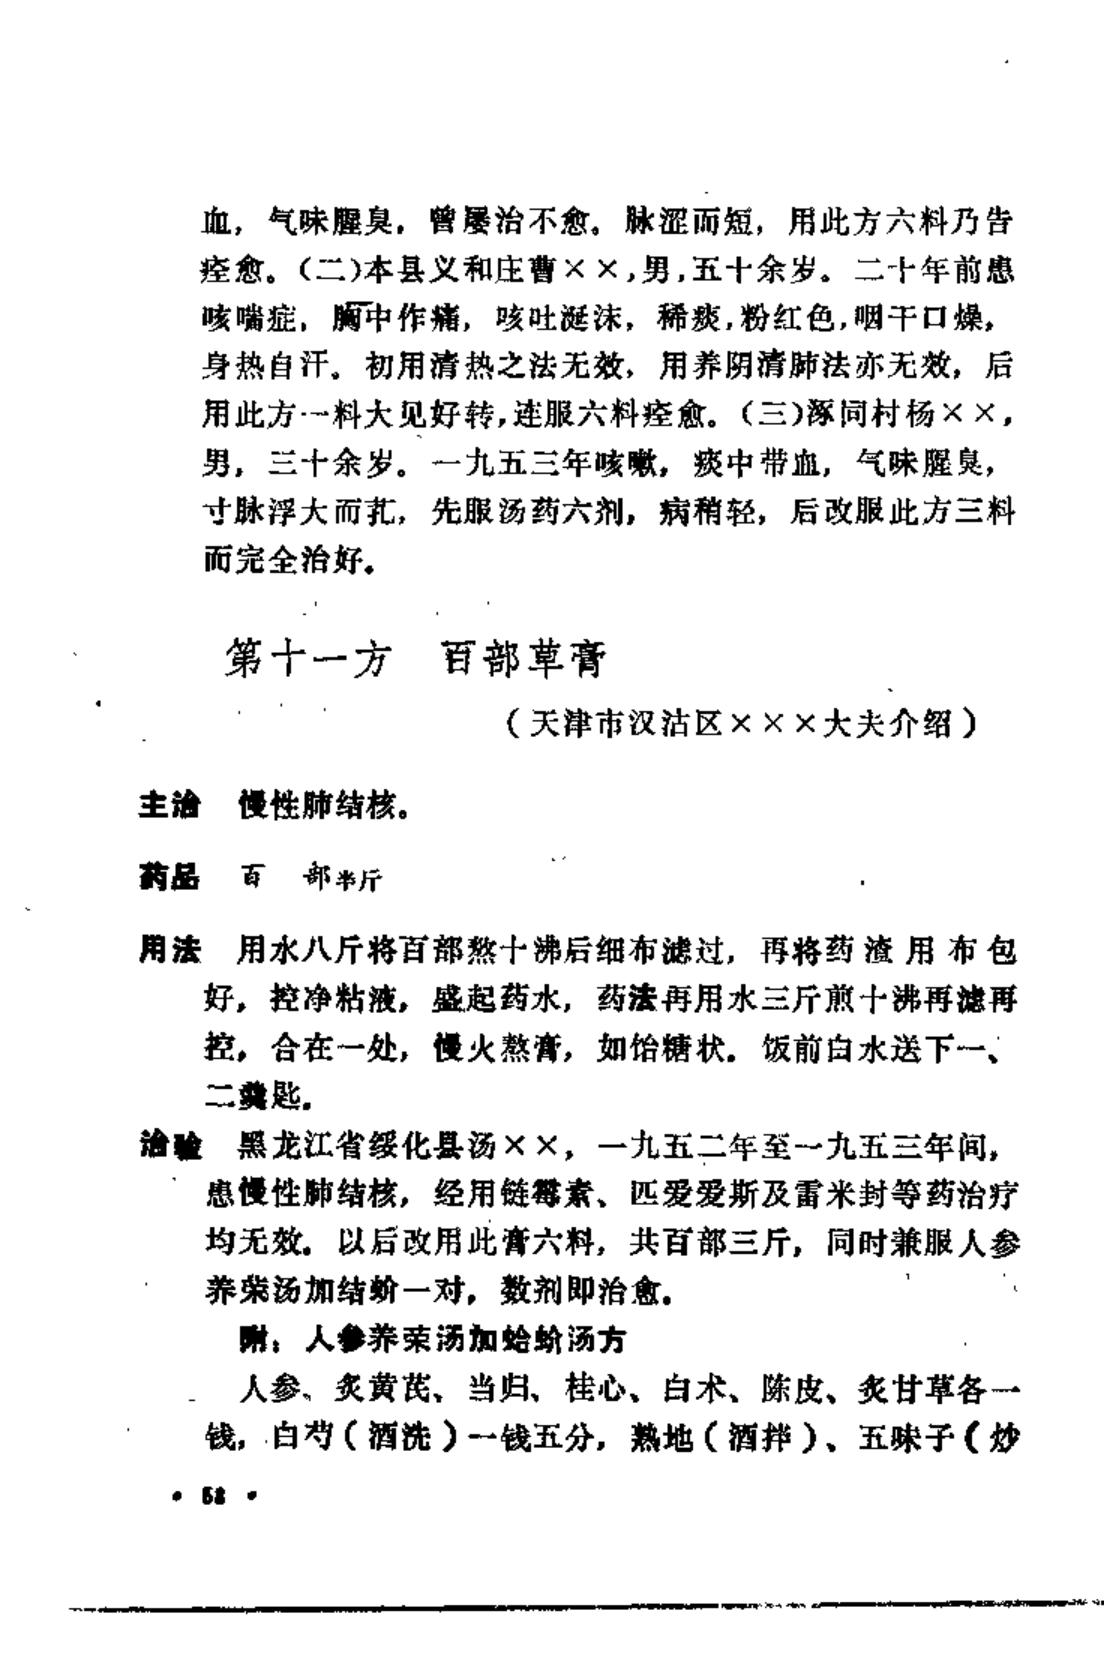 血，气味腥臭，曾屡治不愈。脉涩而短，用此方六料乃告
痊愈。（二）本县义和庄曹××，男，五十余岁。二十年前患
咳喘症，胸中作痛，咳吐涎沫，稀痰，粉红色，咽干口燥，
身热自汗。初用清热之法无效，用养阴清肺法亦无效，后
用此方一料大见好转，连服六料痊愈。（三）涿同村杨××，
男，三十余岁。一九五三年咳嗽，痰中带血，气味腥臭，
寸脉浮大而芤，先服汤药六剂，病稍轻，后改服此方三料
而完全治好。
第十一方 百部草膏
（天津市汉沽区×××大夫介绍）
主治 慢性肺结核。
药品 百 部半斤
用法 用水八斤将百部熬十沸后细布滤过，再将药渣用布包
好，控净粘液，盛起药水，药法再用水三斤煎十沸再滤再
控，合在一处，慢火熬膏，如饴糖状。饭前白水送下一、
二羹匙。
治验 黑龙江省绥化县汤××，一九五二年至一九五三年间，
患慢性肺结核，经用链霉素、匹爱爱斯及雷米封等药治疗
均无效。以后改用此膏六料，共百部三斤，同时兼服人参
养荣汤加结蚧一对，数剂即治愈。
附：人参养荣汤加蛤蚧汤方
人参、炙黄芪、当归、桂心、白术、陈皮、炙甘草各一
钱，白芍（酒洗）一钱五分，熟地（酒拌）、五味子（炒